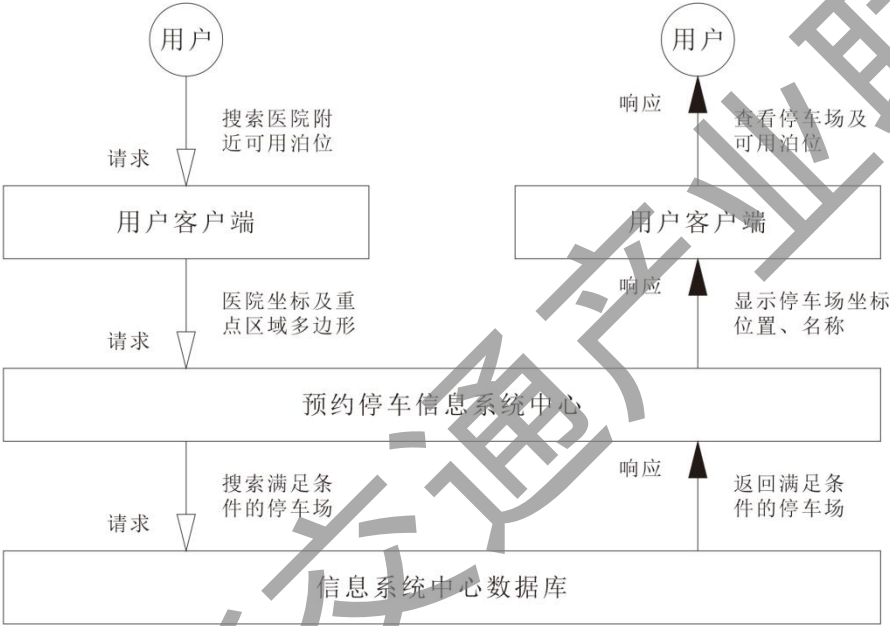 用户
用户
响应
搜索医院附
近可用泊位
查看停车场及
可用泊位
请求
用户客户端
用户客户端
医院坐标及重
点区域多边形
响应
显示停车场坐标
位置、名称
请求
预约停车信息系统中心
搜索满足条
件的停车场
响应
返回满足条
件的停车场
请求
信息系统中心数据库
交通产业联